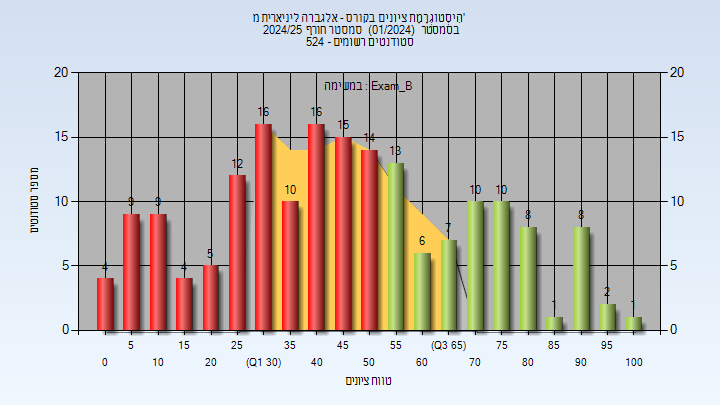 היסטוגרמת ציונים בקורס - אלגברה ליניארית מ'
בסמסטר (01/2024) סמסטר חורף 2024/25
סטודנטים רשומים - 524
במשימה : Exam_B
20 20
15 15
10 10
5 5
0 0
מספר סטודנטים
4 9 9 4 5 12 16 10 16 15 14 13 6 7 10 10 8 1 8 2 1
5 15 25 35 45 55 (Q3 65) 75 85 95
0 10 20 (Q1 30) 40 50 60 70 80 90 100
טווח ציונים